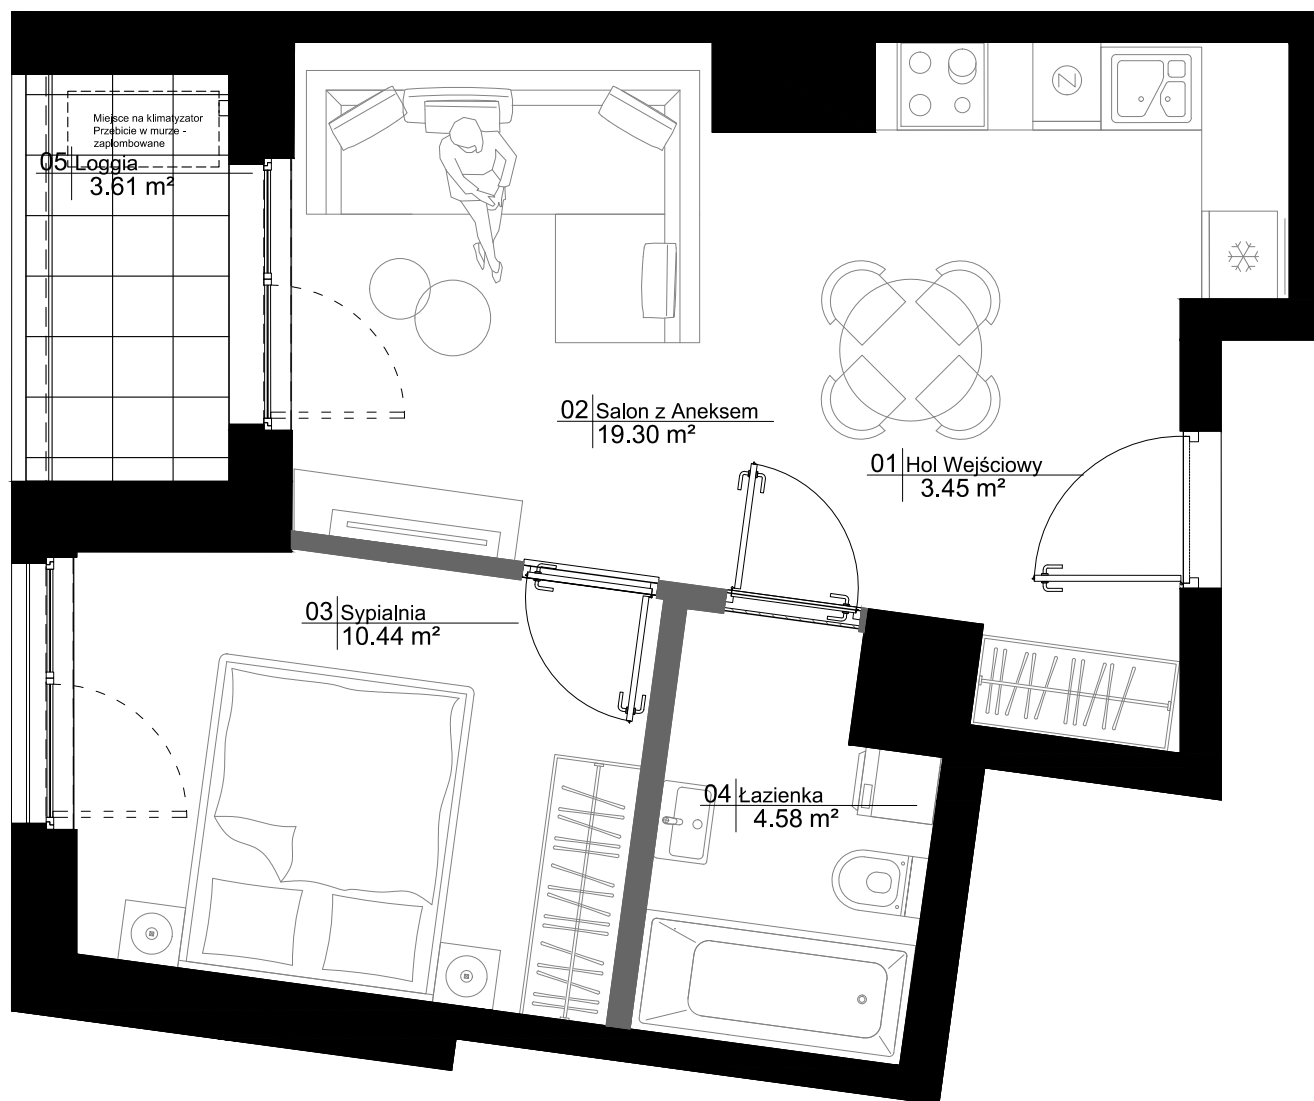 Miejsce na klimatyzator
Przebicie w murze -
zaplombowane
05 Loggia
3.61 m²
Z
02 Salon z Aneksem
19.30 m²
01 Hol Wejściowy
3.45 m²
03 Sypialnia
10.44 m²
04 Łazienka
4.58 m²